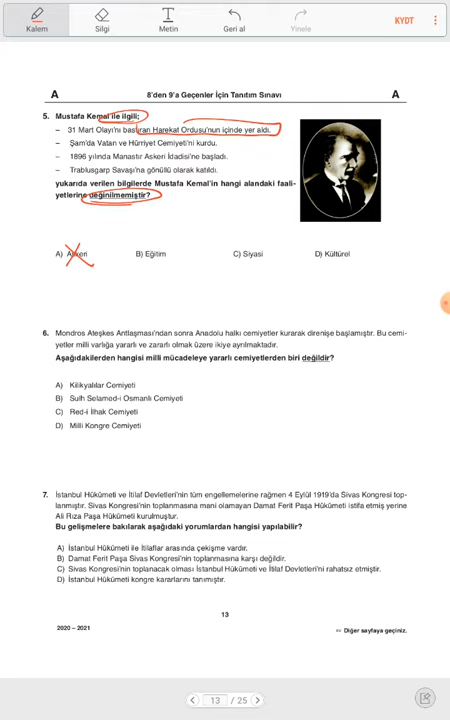 Kalem
Silgi
Metin
Geri al
Yinele
KYDT
A 8'den 9'a Geçenler İçin Tanıtım Sınavı A
5. Mustafa Kemal ile ilgili;
– 31 Mart Olayı'nı bastıran Harekat Ordusu'nun içinde yer aldı.
– Şam'da Vatan ve Hürriyet Cemiyeti'ni kurdu.
– 1896 yılında Manastır Askeri İdadisi'ne başladı.
– Trablusgarp Savaşı'na gönüllü olarak katıldı.
yukarıda verilen bilgilerde Mustafa Kemal'in hangi alandaki faali-
yetlerine değinilmemiştir?
A) Askeri B) Eğitim C) Siyasi D) Kültürel
6. Mondros Ateşkes Antlaşması'ndan sonra Anadolu halkı cemiyetler kurarak direnişe başlamıştır. Bu cemi-
yetler milli varlığa yararlı ve zararlı olmak üzere ikiye ayrılmaktadır.
Aşağıdakilerden hangisi milli mücadeleye yararlı cemiyetlerden biri değildir?
A) Kilikyalılar Cemiyeti
B) Sulh Selamed-i Osmanlı Cemiyeti
C) Red-i İlhak Cemiyeti
D) Milli Kongre Cemiyeti
7. İstanbul Hükûmeti ve İtilaf Devletleri'nin tüm engellemelerine rağmen 4 Eylül 1919'da Sivas Kongresi top-
lanmıştır. Sivas Kongresi'nin toplanmasına mani olamayan Damat Ferit Paşa Hükümeti istifa etmiş yerine
Ali Rıza Paşa Hükümeti kurulmuştur.
Bu gelişmelere bakılarak aşağıdaki yorumlardan hangisi yapılabilir?
A) İstanbul Hükümeti ile İtilaflar arasında çekişme vardır.
B) Damat Ferit Paşa Sivas Kongresi'nin toplanmasına karşı değildir.
C) Sivas Kongresi'nin toplanacak olması İstanbul Hükümeti ve İtilaf Devletleri'ni rahatsız etmiştir.
D) İstanbul Hükümeti kongre kararlarını tanımıştır.
13
2020 – 2021
Diğer sayfaya geçiniz.
13 / 25